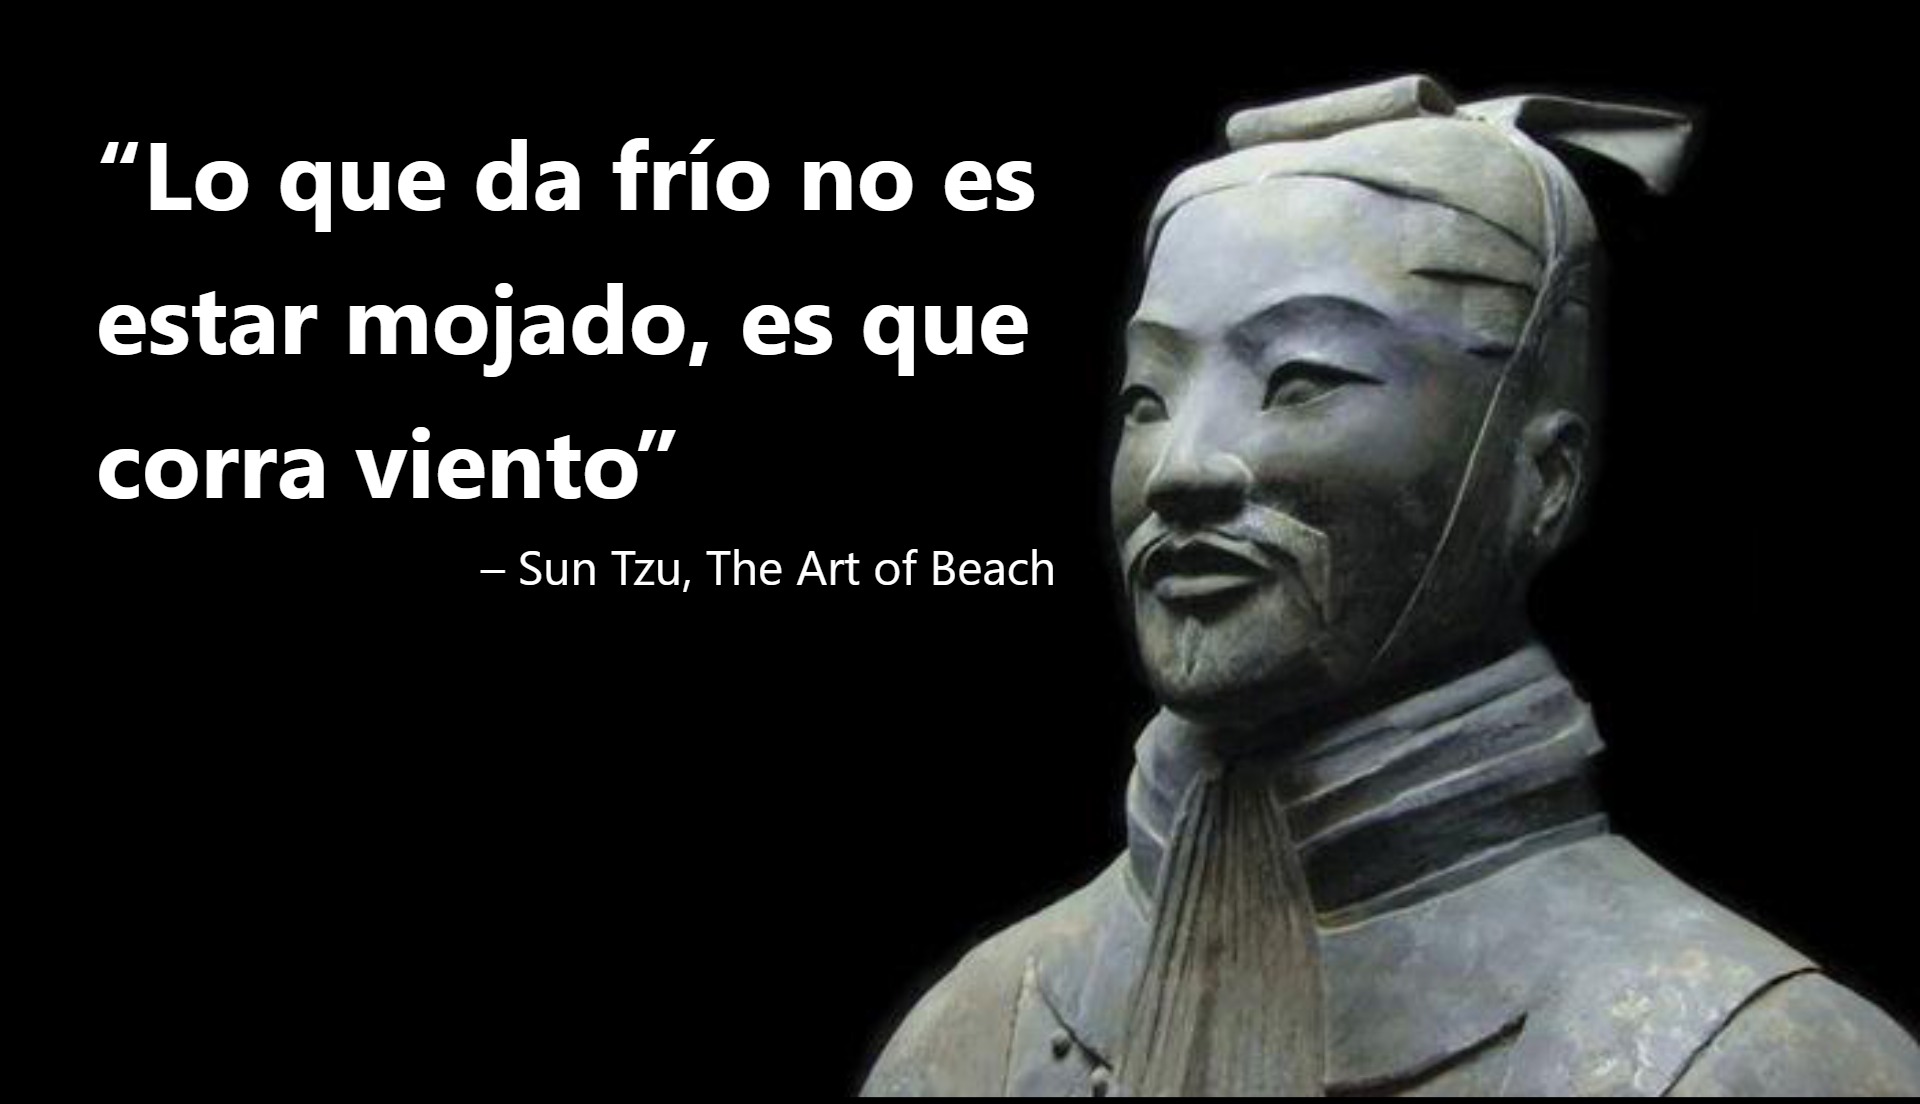 “Lo que da frío no es
estar mojado, es que
corra viento”
– Sun Tzu, The Art of Beach